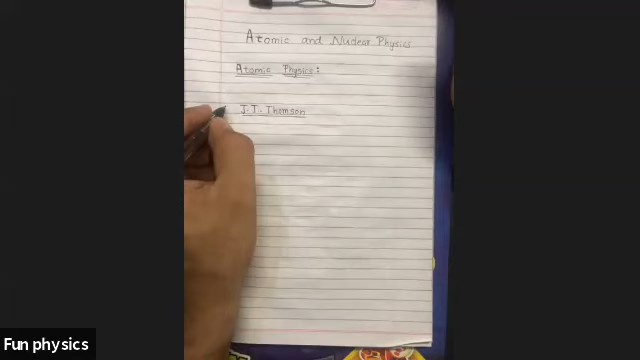 Atomic and Nuclear Physics
Atomic Physics:
J.J. Thomson
Fun physics